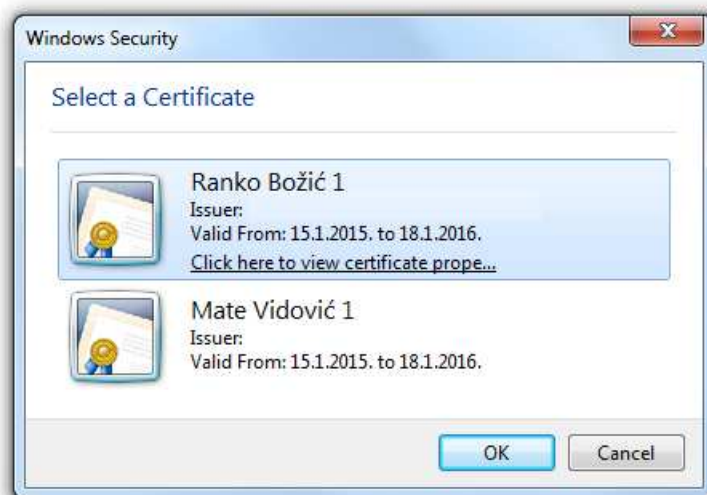 Windows Security
Select a Certificate
Ranko Božić 1
Issuer:
Valid From: 15.1.2015. to 18.1.2016.
Click here to view certificate prope...
Mate Vidović 1
Issuer:
Valid From: 15.1.2015. to 18.1.2016.
OK Cancel